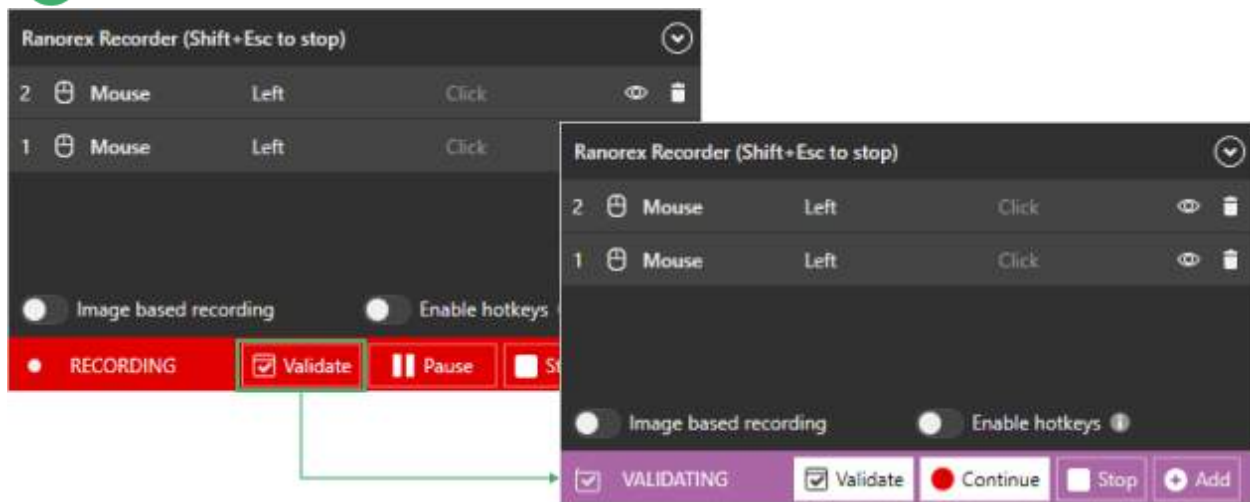 Ranorex Recorder (Shift+Esc to stop)
2 Mouse Left Click
1 Mouse Left Click
Image based recording Enable hotkeys
RECORDING Validate Pause
Ranorex Recorder (Shift+Esc to stop)
2 Mouse Left Click
1 Mouse Left Click
Image based recording Enable hotkeys
VALIDATING Validate Continue Stop Add